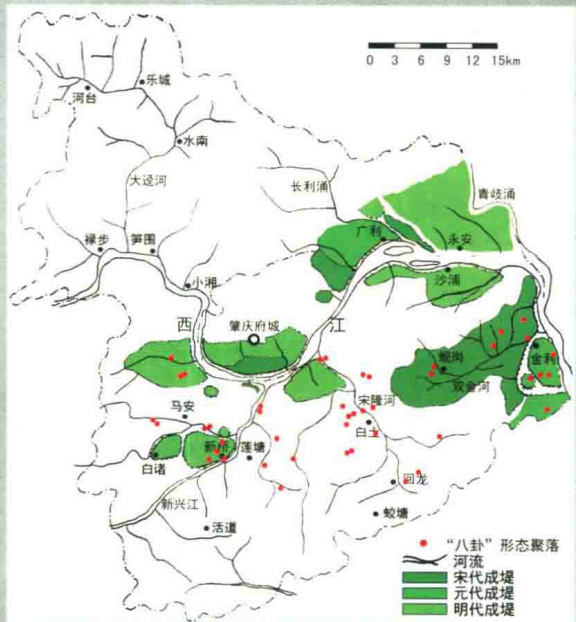 0 3 6 9 12 15km
乐城
河台
水南
大迳河
长利涌
青岐涌
广利
永安
禄步
笋围
沙浦
小湘
西
江
肇庆府城
蚬岗
金利
双金河
马安
宋隆河
白土
新桥
莲塘
白诸
回龙
新兴江
蛟塘
活道
“八卦”形态聚落
河流
宋代成堤
元代成堤
明代成堤